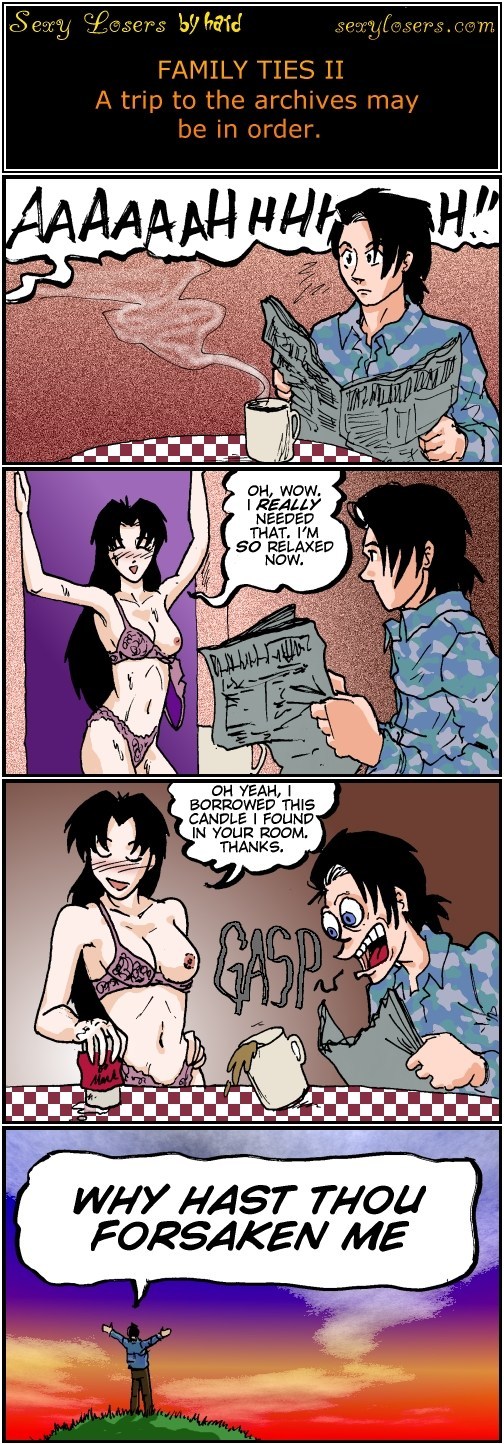 Sexy Losers by hard
sexylosers.com
FAMILY TIES II
A trip to the archives may
be in order.
AAAAAAHHHH H!!
OH, WOW.
I REALLY
NEEDED
THAT. I'M
SO RELAXED
NOW.
OH YEAH, I
BORROWED THIS
CANDLE I FOUND
IN YOUR ROOM.
THANKS.
GASP
WHY HAST THOU
FORSAKEN ME